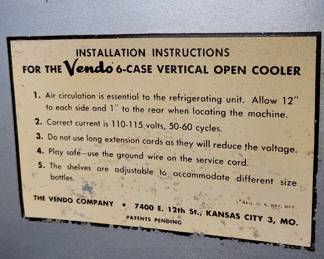 INSTALLATION INSTRUCTIONS
FOR THE Vendo 6-CASE VERTICAL OPEN COOLER
1. Air circulation is essential to the refrigerating unit. Allow 12"
to each side and 1" to the rear when locating the machine.
2. Correct current is 110-115 volts, 50-60 cycles.
3. Do not use long extension cords as they will reduce the voltage.
4. Play safe—use the ground wire on the service cord.
5. The shelves are adjustable to accommodate different size
bottles.
REG. U. S. PAT. OFF.
THE VENDO COMPANY • 7400 E. 12th St., KANSAS CITY 3, MO.
PATENTS PENDING